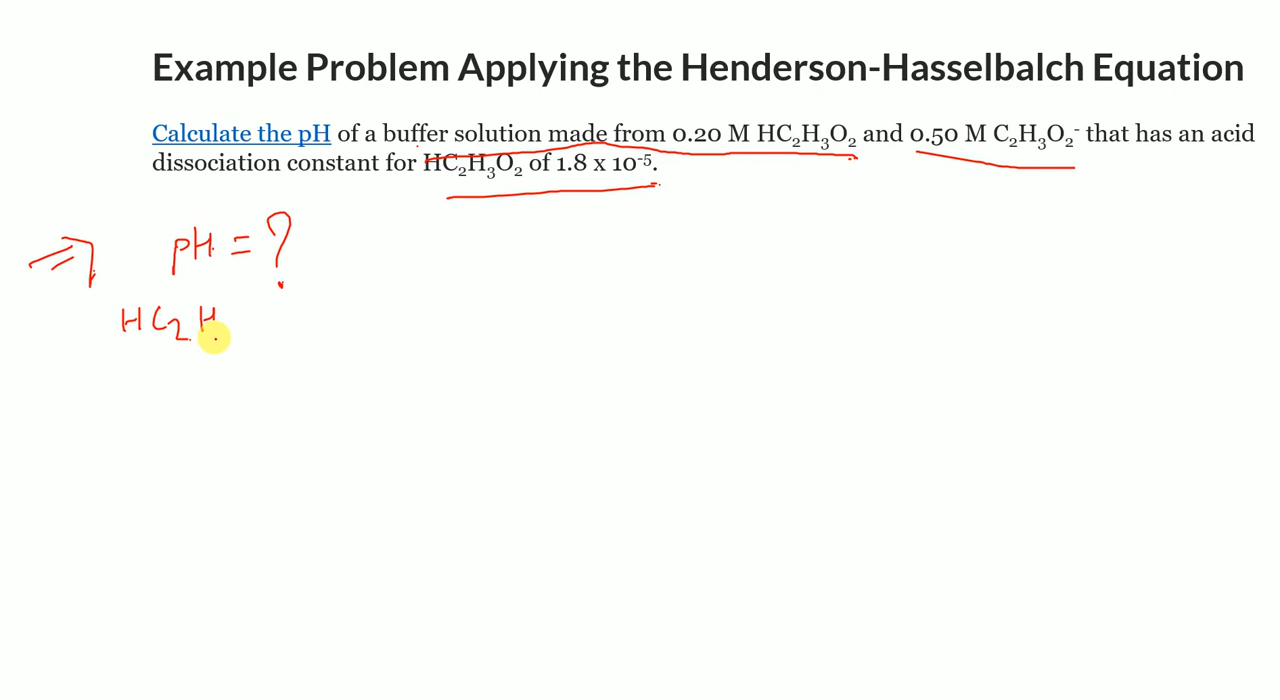 Example Problem Applying the Henderson-Hasselbalch Equation
Calculate the pH of a buffer solution made from 0.20 M HC₂H₃O₂ and 0.50 M C₂H₃O₂⁻ that has an acid
dissociation constant for HC₂H₃O₂ of 1.8 x 10⁻⁵.
pH = ?
HC₂H